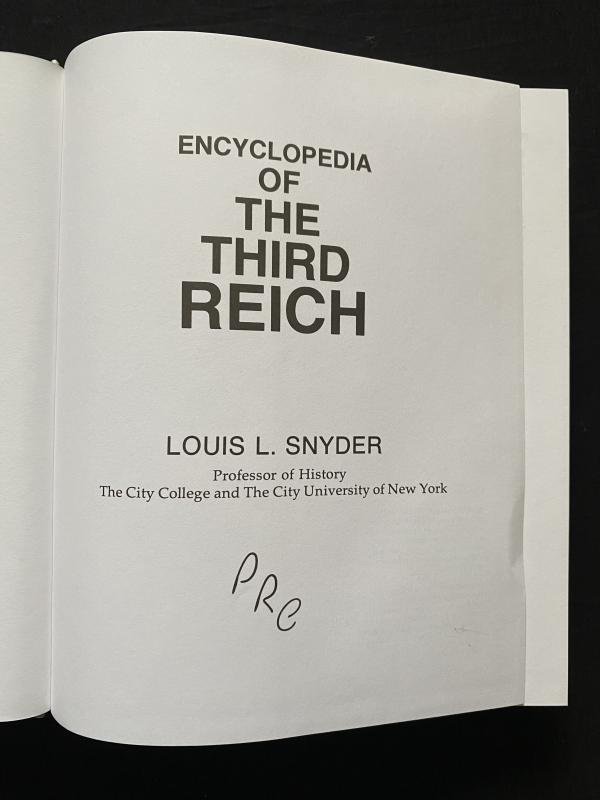 ENCYCLOPEDIA
OF
THE
THIRD
REICH
LOUIS L. SNYDER
Professor of History
The City College and The City University of New York
PRC